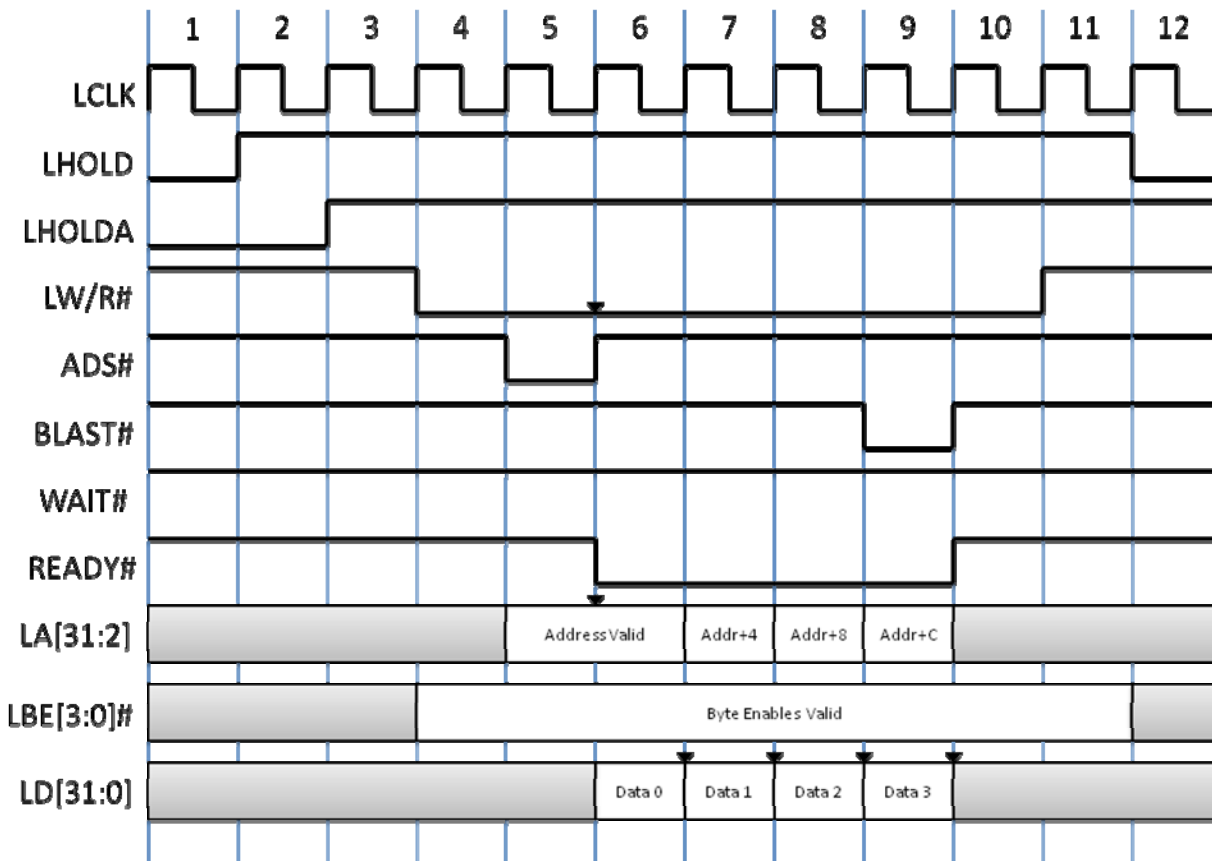 1 2 3 4 5 6 7 8 9 10 11 12
LCLK
LHOLD
LHOLDA
LW/R#
ADS#
BLAST#
WAIT#
READY#
LA[31:2] Address Valid Addr+4 Addr+8 Addr+C
LBE[3:0]# Byte Enables Valid
LD[31:0] Data 0 Data 1 Data 2 Data 3